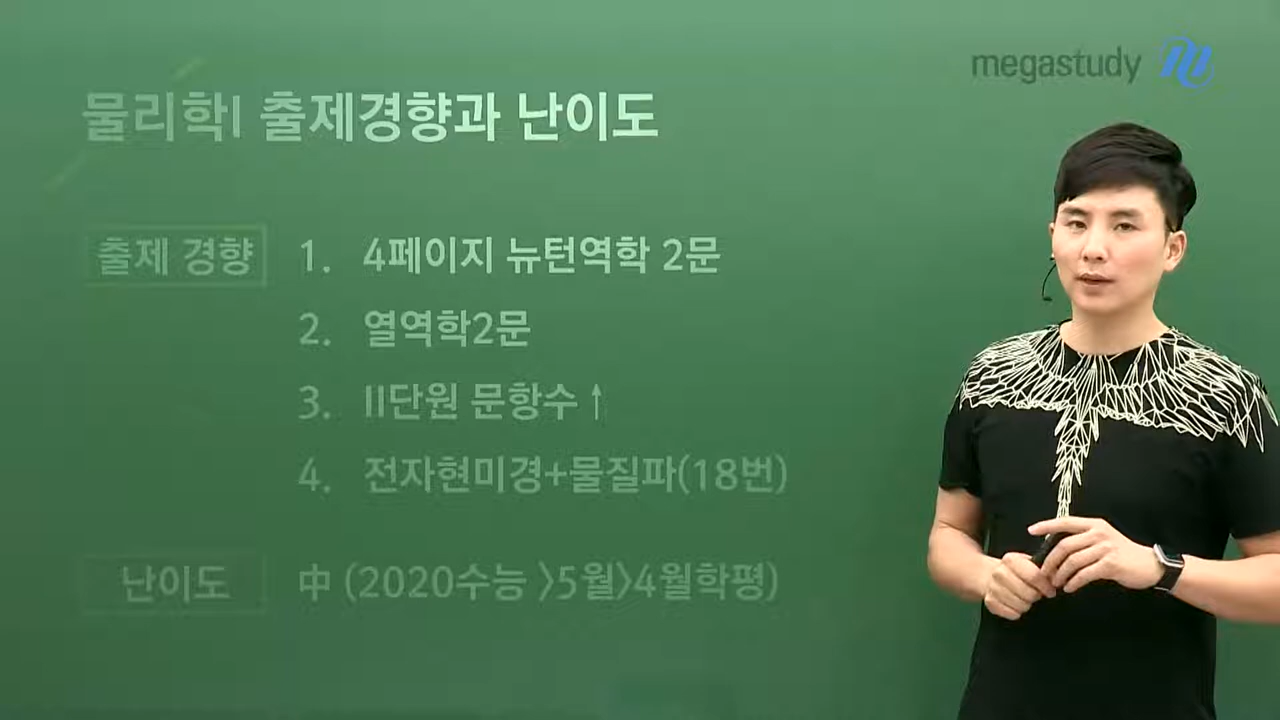 megastudy
물리학I 출제경향과 난이도
출제 경향 1. 4페이지 뉴턴역학 2문
2. 열역학2문
3. II단원 문항수↑
4. 전자현미경+물질파(18번)
난이도 中 (2020수능 >5월>4월학평)